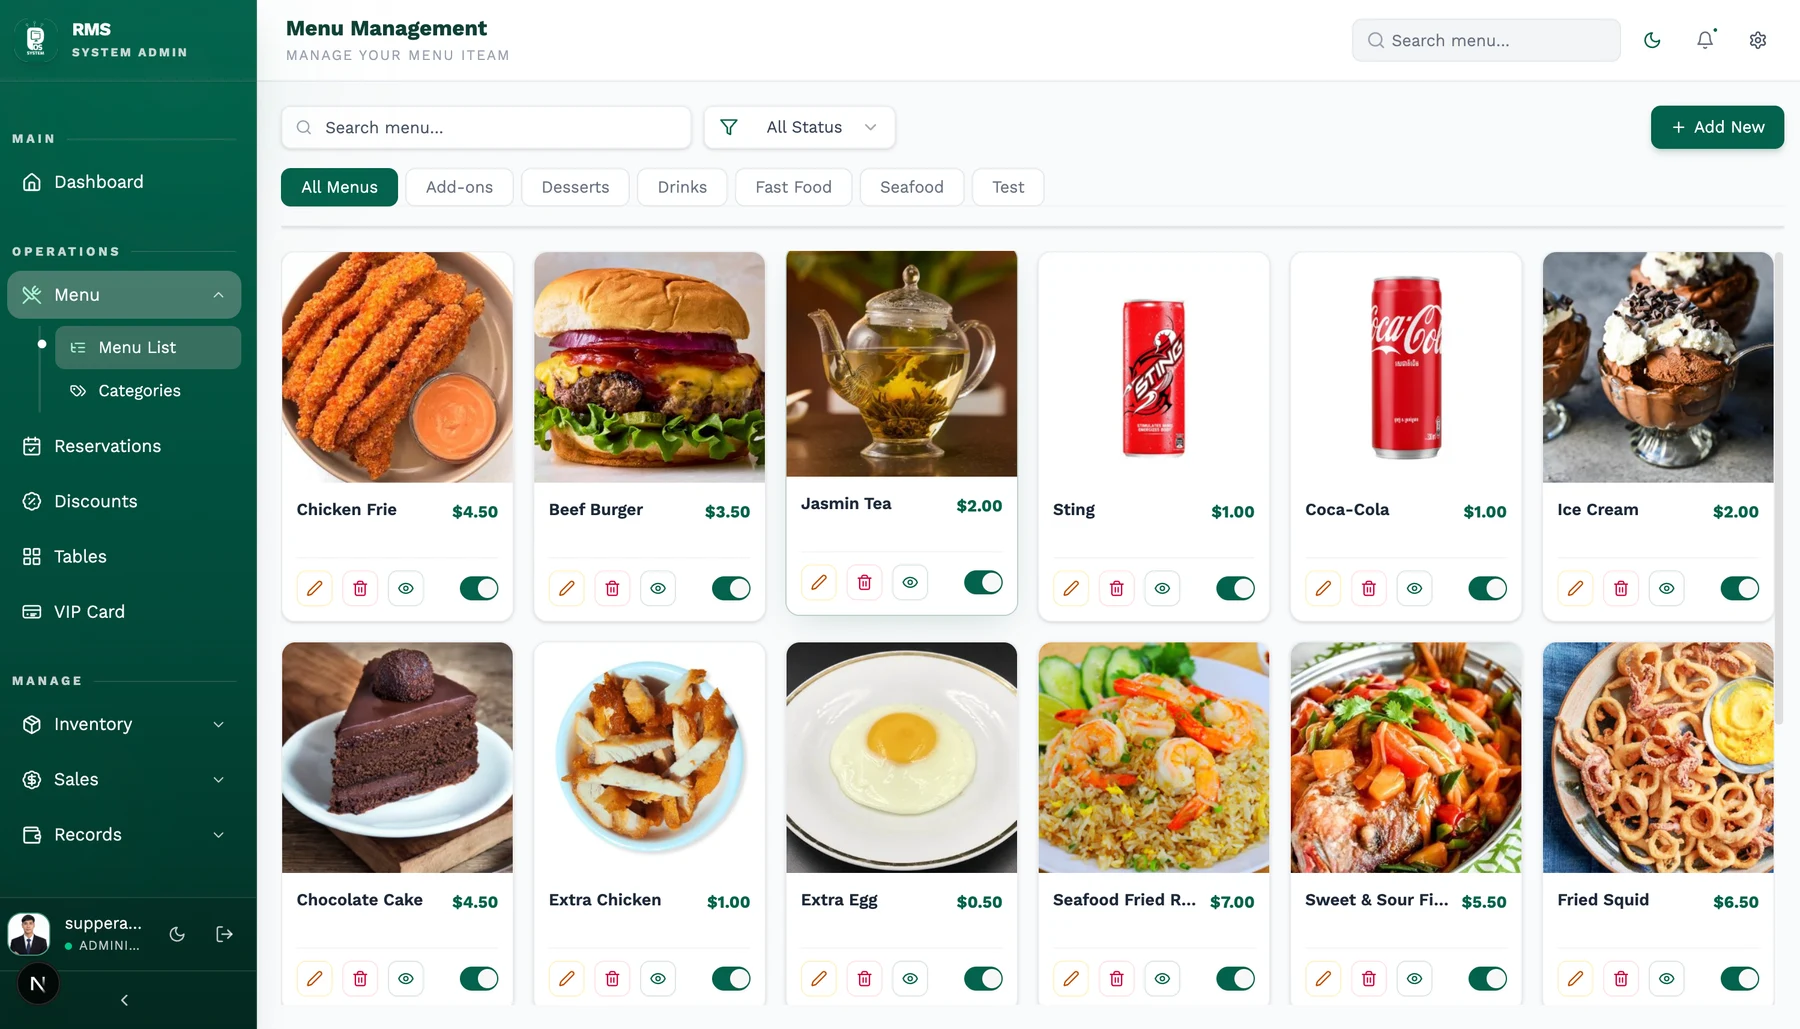 RMS
SYSTEM ADMIN
MAIN
Dashboard
OPERATIONS
Menu
Menu List
Categories
Reservations
Discounts
Tables
VIP Card
MANAGE
Inventory
Sales
Records
suppera...
ADMINI...
N
Menu Management
MANAGE YOUR MENU ITEAM
Search menu...
Search menu...
All Status
+ Add New
All Menus
Add-ons
Desserts
Drinks
Fast Food
Seafood
Test
STING
Coca-Cola
Chicken Frie $4.50
Beef Burger $3.50
Jasmin Tea $2.00
Sting $1.00
Coca-Cola $1.00
Ice Cream $2.00
Chocolate Cake $4.50
Extra Chicken $1.00
Extra Egg $0.50
Seafood Fried R... $7.00
Sweet & Sour Fi... $5.50
Fried Squid $6.50